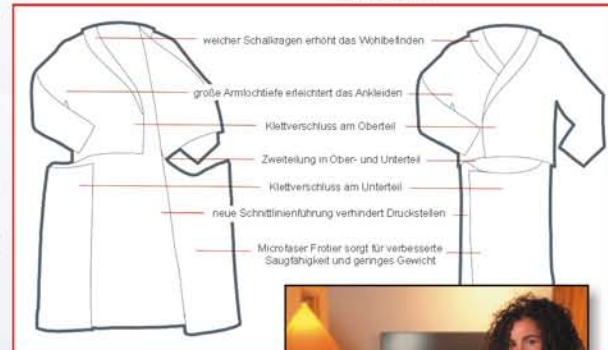 weicher Schalkragen erhöht das Wohlbefinden
große Armlochtiefe erleichtert das Ankleiden
Klettverschluss am Oberteil
Zweiteilung in Ober- und Unterteil
Klettverschluss am Unterteil
neue Schnittlinienführung verhindert Druckstellen
Microfaser Frotier sorgt für verbesserte
Saugfähigkeit und geringes Gewicht